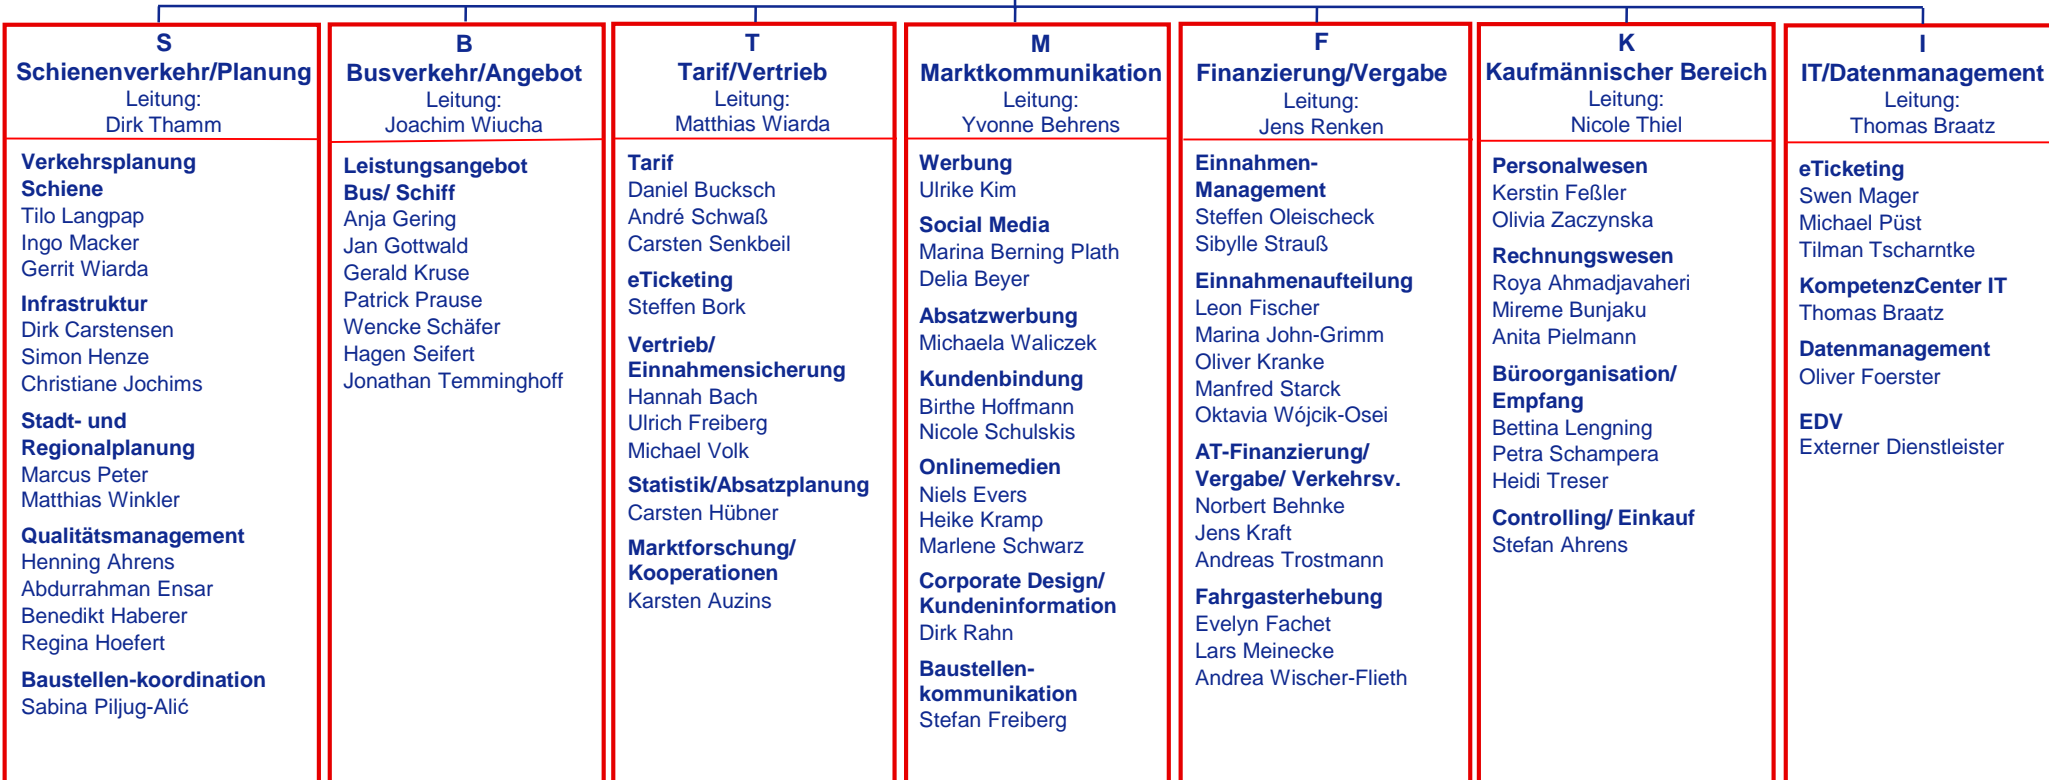 S
Schienenverkehr/Planung
Leitung:
Dirk Thamm
Verkehrsplanung
Schiene
Tilo Langpap
Ingo Macker
Gerrit Wiarda
Infrastruktur
Dirk Carstensen
Simon Henze
Christiane Jochims
Stadt- und
Regionalplanung
Marcus Peter
Matthias Winkler
Qualitätsmanagement
Henning Ahrens
Abdurrahman Ensar
Benedikt Haberer
Regina Hoefert
Baustellen-koordination
Sabina Piljug-Alić
B
Busverkehr/Angebot
Leitung:
Joachim Wiucha
Leistungsangebot
Bus/ Schiff
Anja Gering
Jan Gottwald
Gerald Kruse
Patrick Prause
Wencke Schäfer
Hagen Seifert
Jonathan Temminghoff
T
Tarif/Vertrieb
Leitung:
Matthias Wiarda
Tarif
Daniel Bucksch
André Schwaß
Carsten Senkbeil
eTicketing
Steffen Bork
Vertrieb/
Einnahmensicherung
Hannah Bach
Ulrich Freiberg
Michael Volk
Statistik/Absatzplanung
Carsten Hübner
Marktforschung/
Kooperationen
Karsten Auzins
M
Marktkommunikation
Leitung:
Yvonne Behrens
Werbung
Ulrike Kim
Social Media
Marina Berning Plath
Delia Beyer
Absatzwerbung
Michaela Waliczek
Kundenbindung
Birthe Hoffmann
Nicole Schulskis
Onlinemedien
Niels Evers
Heike Kramp
Marlene Schwarz
Corporate Design/
Kundeninformation
Dirk Rahn
Baustellen-
kommunikation
Stefan Freiberg
F
Finanzierung/Vergabe
Leitung:
Jens Renken
Einnahmen-
Management
Steffen Oleischeck
Sibylle Strauß
Einnahmenaufteilung
Leon Fischer
Marina John-Grimm
Oliver Kranke
Manfred Starck
Oktavia Wójcik-Osei
AT-Finanzierung/
Vergabe/ Verkehrsv.
Norbert Behnke
Jens Kraft
Andreas Trostmann
Fahrgasterhebung
Evelyn Fachet
Lars Meinecke
Andrea Wischer-Flieth
K
Kaufmännischer Bereich
Leitung:
Nicole Thiel
Personalwesen
Kerstin Feßler
Olivia Zaczynska
Rechnungswesen
Roya Ahmadjavaheri
Mireme Bunjaku
Anita Pielmann
Büroorganisation/
Empfang
Bettina Lengning
Petra Schampera
Heidi Treser
Controlling/ Einkauf
Stefan Ahrens
I
IT/Datenmanagement
Leitung:
Thomas Braatz
eTicketing
Swen Mager
Michael Püst
Tilman Tscharntke
KompetenzCenter IT
Thomas Braatz
Datenmanagement
Oliver Foerster
EDV
Externer Dienstleister